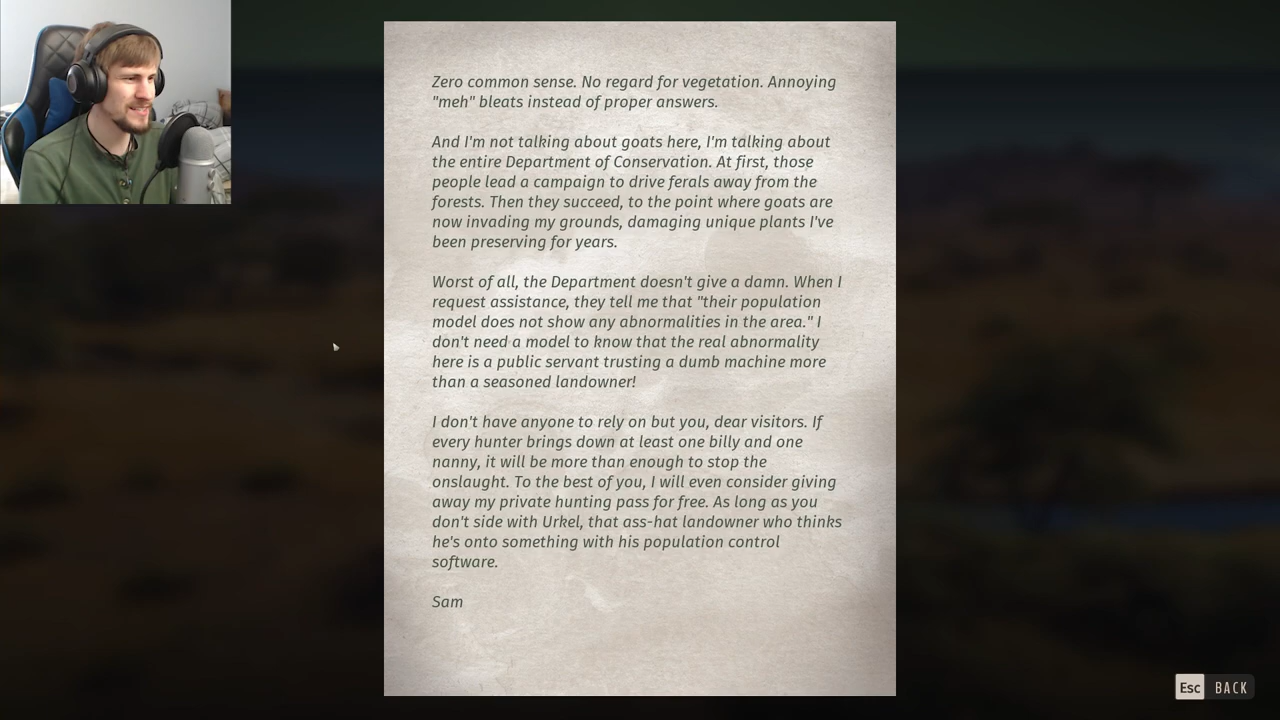 Zero common sense. No regard for vegetation. Annoying
"meh" bleats instead of proper answers.
And I'm not talking about goats here, I'm talking about
the entire Department of Conservation. At first, those
people lead a campaign to drive ferals away from the
forests. Then they succeed, to the point where goats are
now invading my grounds, damaging unique plants I've
been preserving for years.
Worst of all, the Department doesn't give a damn. When I
request assistance, they tell me that "their population
model does not show any abnormalities in the area." I
don't need a model to know that the real abnormality
here is a public servant trusting a dumb machine more
than a seasoned landowner!
I don't have anyone to rely on but you, dear visitors. If
every hunter brings down at least one billy and one
nanny, it will be more than enough to stop the
onslaught. To the best of you, I will even consider giving
away my private hunting pass for free. As long as you
don't side with Urkel, that ass-hat landowner who thinks
he's onto something with his population control
software.
Sam
Esc BACK